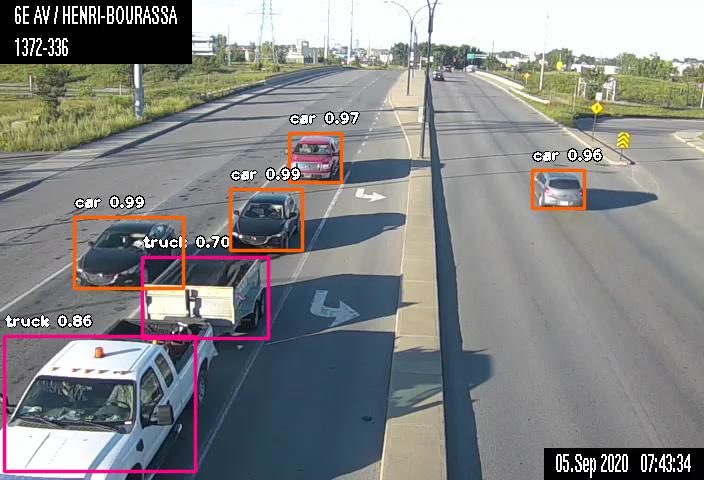 6E AV / HENRI-BOURASSA
1372-336
car 0.97
car 0.96
car 0.99
car 0.99
truck 0.70
truck 0.86
05.Sep 2020 07:43:34